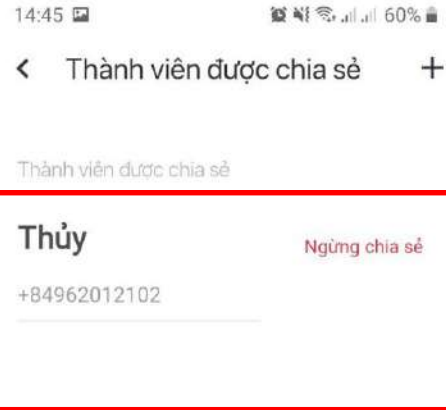 14:45 60%
Thành viên được chia sẻ +
Thành viên được chia sẻ
Thủy
Ngừng chia sẻ
+84962012102